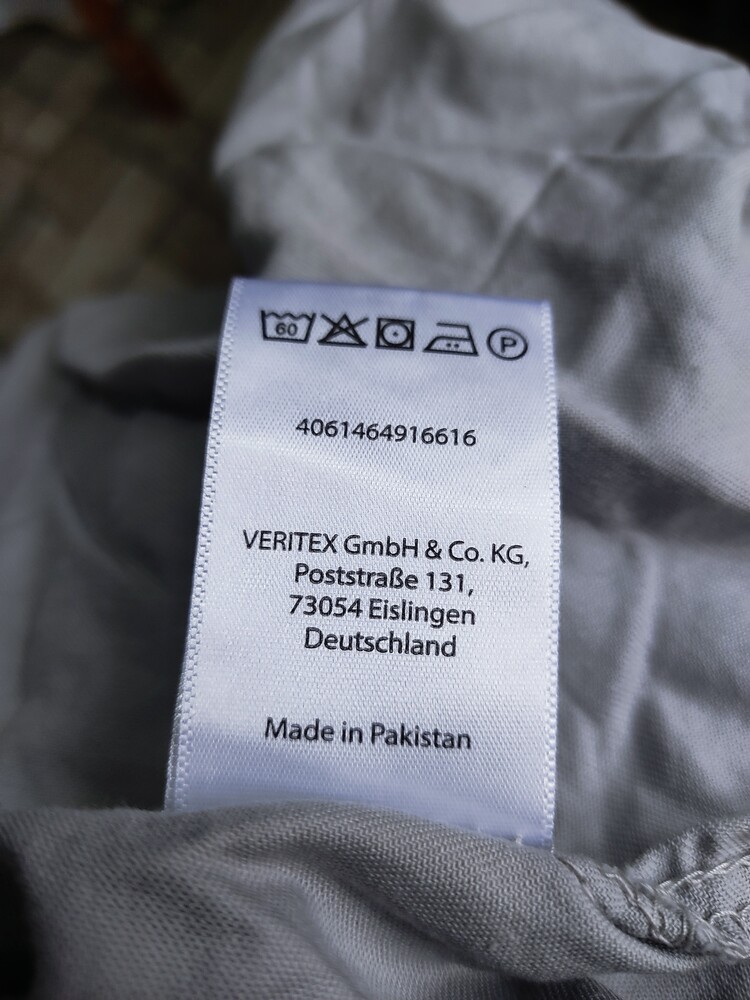 60 P
4061464916616
VERITEX GmbH & Co. KG,
Poststraße 131,
73054 Eislingen
Deutschland
Made in Pakistan